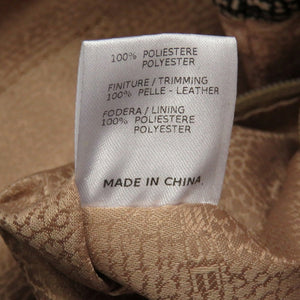 100% POLIESTERE
POLYESTER
FINITURE / TRIMMING
100% PELLE - LEATHER
FODERA / LINING
100% POLIESTERE
POLYESTER
MADE IN CHINA